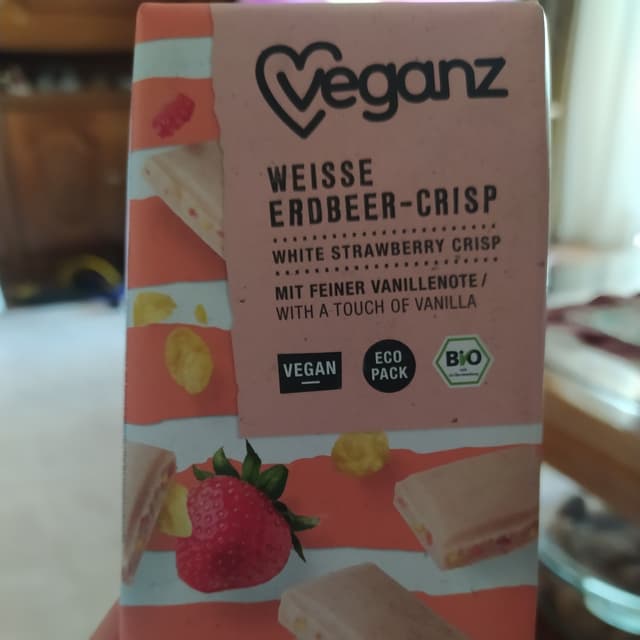 veganz
WEISSE
ERDBEER-CRISP
WHITE STRAWBERRY CRISP
MIT FEINER VANILLENOTE /
WITH A TOUCH OF VANILLA
VEGAN
ECO
PACK
BIO